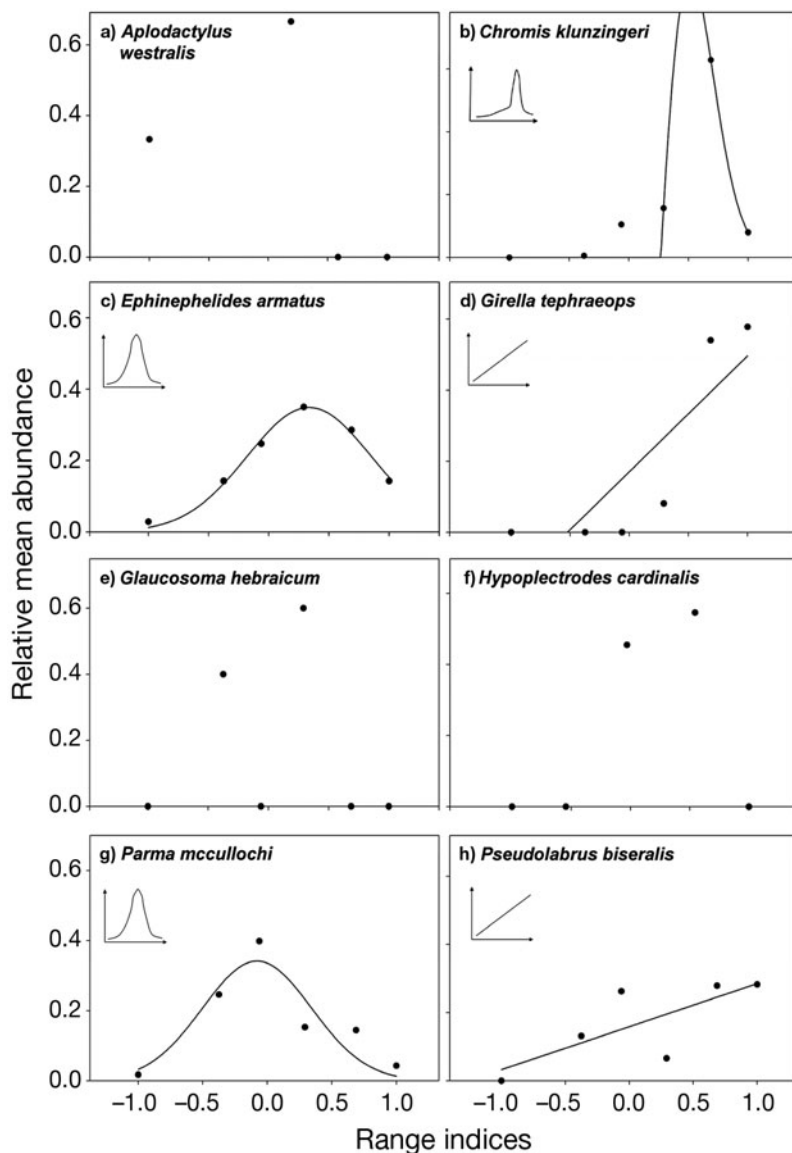 Relative mean abundance
a) Aplodactylus
westralis
0.6
0.4
0.2
0.0
b) Chromis klunzingeri
c) Ephinephelides armatus
0.6
0.4
0.2
0.0
d) Girella tephraeops
e) Glaucosoma hebraicum
0.6
0.4
0.2
0.0
f) Hypoplectrodes cardinalis
g) Parma mccullochi
0.6
0.4
0.2
0.0
h) Pseudolabrus biseralis
−1.0 −0.5 0.0 0.5 1.0 −1.0 −0.5 0.0 0.5 1.0
Range indices